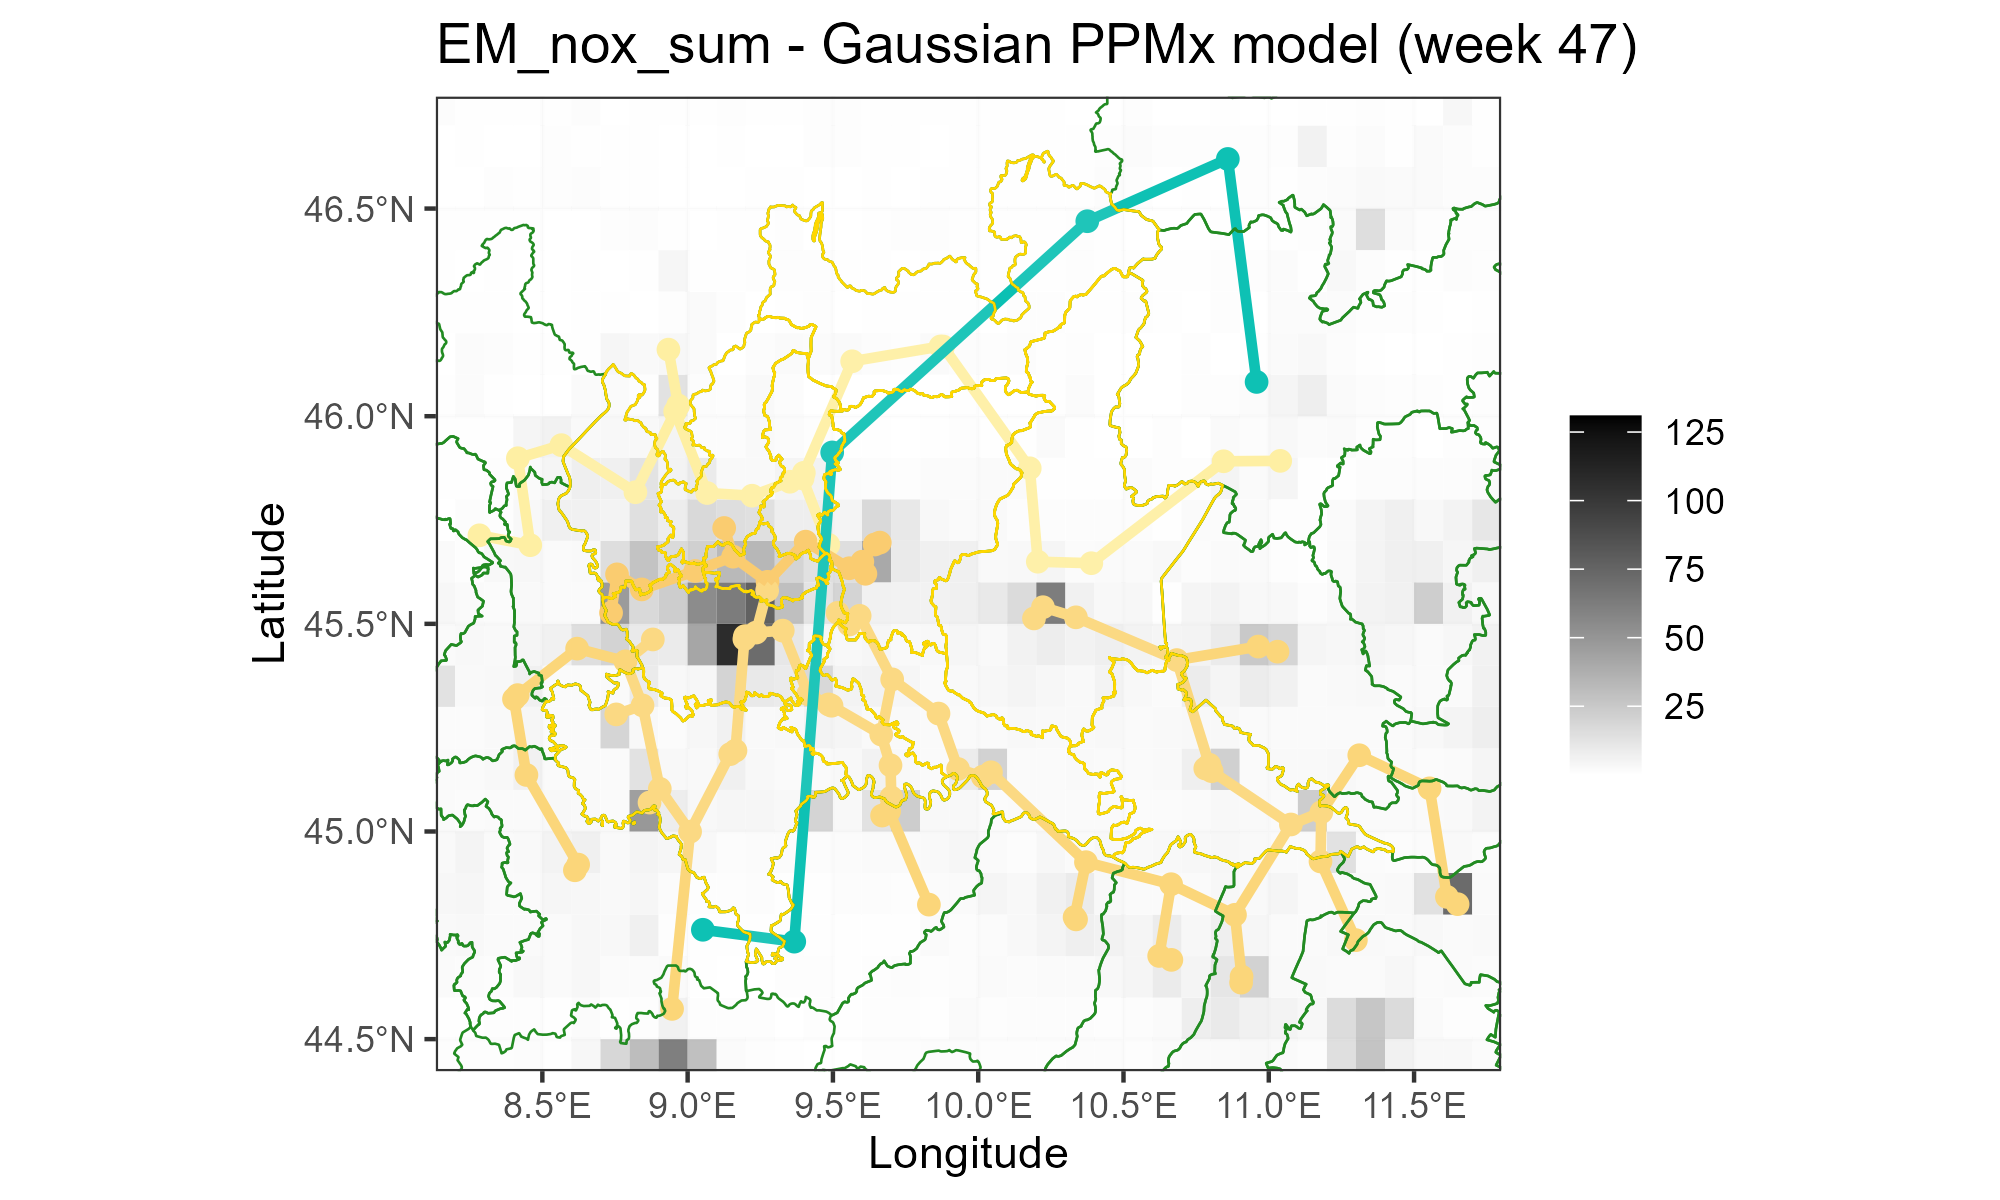 EM_nox_sum - Gaussian PPMx model (week 47)
Latitude
46.5°N
46.0°N
45.5°N
45.0°N
44.5°N
8.5°E 9.0°E 9.5°E 10.0°E 10.5°E 11.0°E 11.5°E
Longitude
125
100
75
50
25